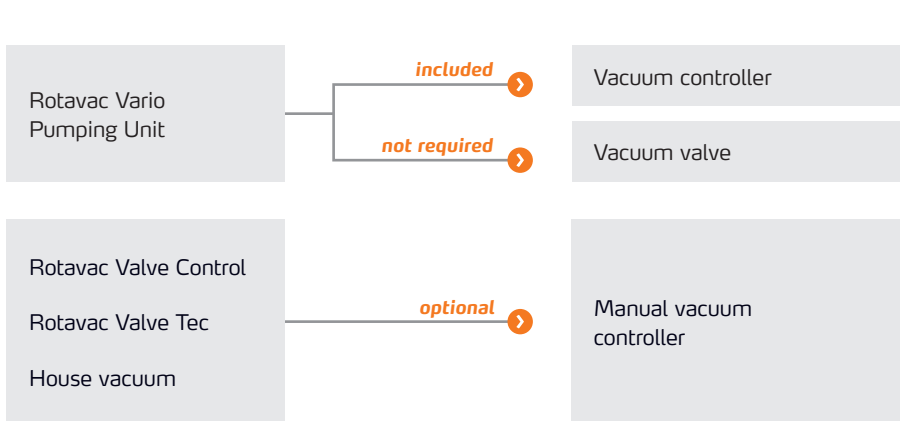 Rotavac Vario
Pumping Unit
included
Vacuum controller
not required
Vacuum valve
Rotavac Valve Control
Rotavac Valve Tec
House vacuum
optional
Manual vacuum
controller